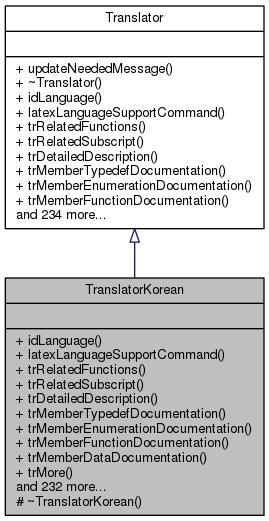 Translator
+ updateNeededMessage()
+ ~Translator()
+ idLanguage()
+ latexLanguageSupportCommand()
+ trRelatedFunctions()
+ trRelatedSubscript()
+ trDetailedDescription()
+ trMemberTypedefDocumentation()
+ trMemberEnumerationDocumentation()
+ trMemberFunctionDocumentation()
and 234 more...
TranslatorKorean
+ idLanguage()
+ latexLanguageSupportCommand()
+ trRelatedFunctions()
+ trRelatedSubscript()
+ trDetailedDescription()
+ trMemberTypedefDocumentation()
+ trMemberEnumerationDocumentation()
+ trMemberFunctionDocumentation()
+ trMemberDataDocumentation()
+ trMore()
and 232 more...
# ~TranslatorKorean()